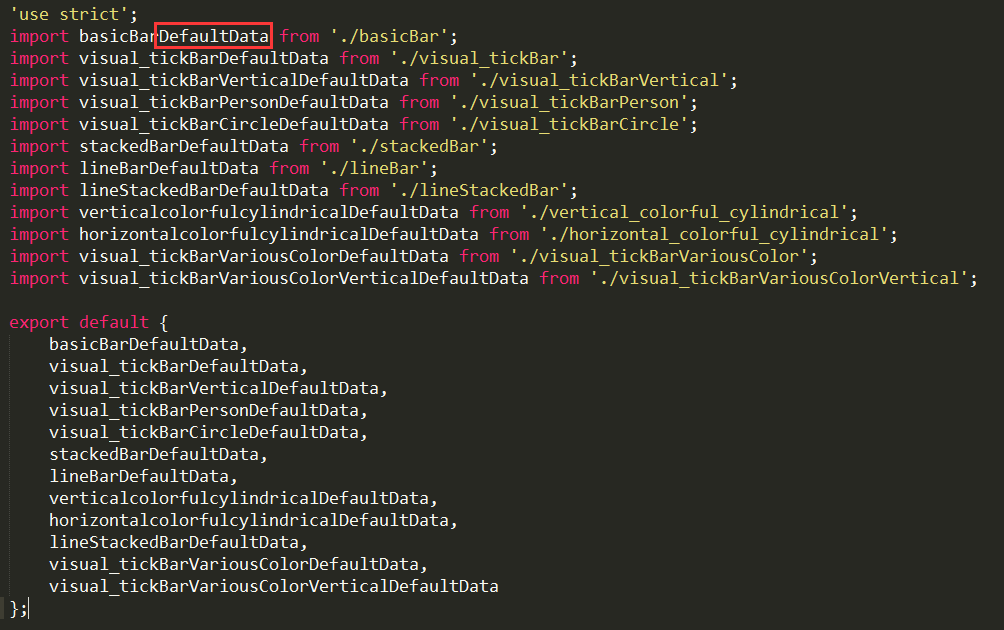 'use strict';
import basicBarDefaultData from './basicBar';
import visual_tickBarDefaultData from './visual_tickBar';
import visual_tickBarVerticalDefaultData from './visual_tickBarVertical';
import visual_tickBarPersonDefaultData from './visual_tickBarPerson';
import visual_tickBarCircleDefaultData from './visual_tickBarCircle';
import stackedBarDefaultData from './stackedBar';
import lineBarDefaultData from './lineBar';
import lineStackedBarDefaultData from './lineStackedBar';
import verticalcolorfulcylindricalDefaultData from './vertical_colorful_cylindrical';
import horizontalcolorfulcylindricalDefaultData from './horizontal_colorful_cylindrical';
import visual_tickBarVariousColorDefaultData from './visual_tickBarVariousColor';
import visual_tickBarVariousColorVerticalDefaultData from './visual_tickBarVariousColorVertical';
export default {
basicBarDefaultData,
visual_tickBarDefaultData,
visual_tickBarVerticalDefaultData,
visual_tickBarPersonDefaultData,
visual_tickBarCircleDefaultData,
stackedBarDefaultData,
lineBarDefaultData,
verticalcolorfulcylindricalDefaultData,
horizontalcolorfulcylindricalDefaultData,
lineStackedBarDefaultData,
visual_tickBarVariousColorDefaultData,
visual_tickBarVariousColorVerticalDefaultData
};